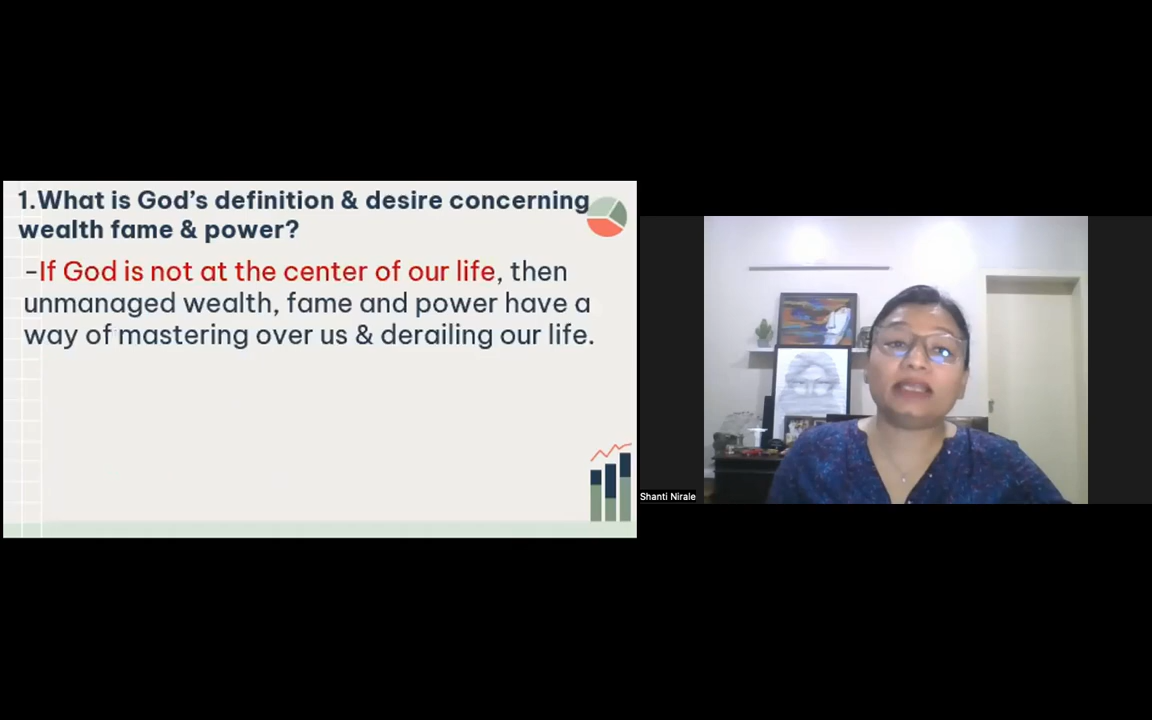 1.What is God's definition & desire concerning
wealth fame & power?
-If God is not at the center of our life, then
unmanaged wealth, fame and power have a
way of mastering over us & derailing our life.
Shanti Nirale